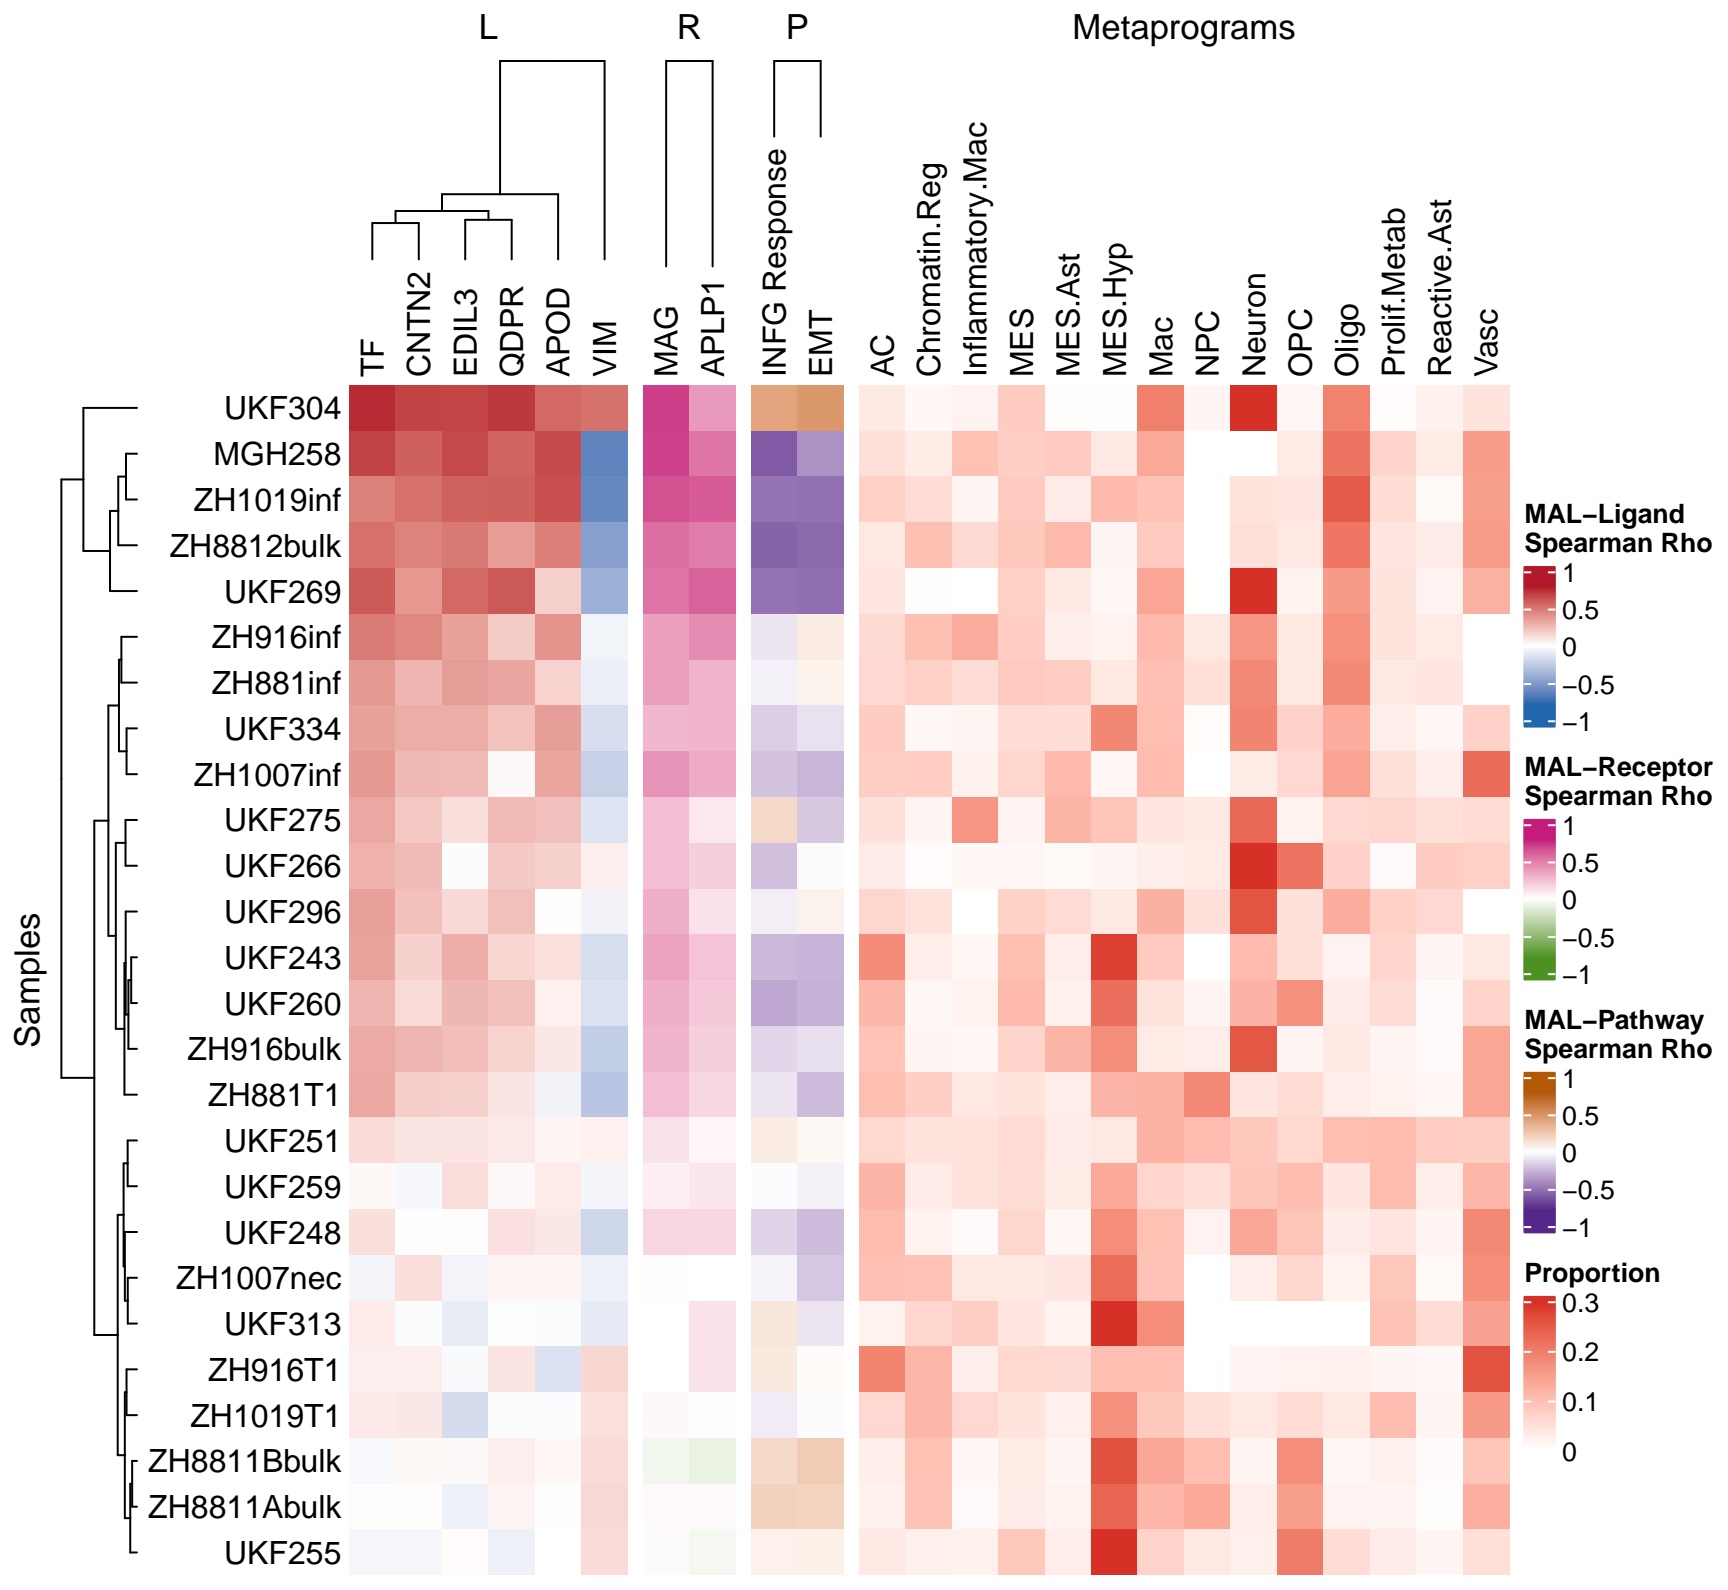 L R P Metaprograms
TF
CNTN2
EDIL3
QDPR
APOD
VIM
MAG
APLP1
INFG Response
EMT
AC
Chromatin.Reg
Inflammatory.Mac
MES
MES.Ast
MES.Hyp
Mac
NPC
Neuron
OPC
Oligo
Prolif.Metab
Reactive.Ast
Vasc
Samples
UKF304
MGH258
ZH1019inf
ZH8812bulk
UKF269
ZH916inf
ZH881inf
UKF334
ZH1007inf
UKF275
UKF266
UKF296
UKF243
UKF260
ZH916bulk
ZH881T1
UKF251
UKF259
UKF248
ZH1007nec
UKF313
ZH916T1
ZH1019T1
ZH8811Bbulk
ZH8811Abulk
UKF255
MAL−Ligand
Spearman Rho
1
0.5
0
−0.5
−1
MAL−Receptor
Spearman Rho
1
0.5
0
−0.5
−1
MAL−Pathway
Spearman Rho
1
0.5
0
−0.5
−1
Proportion
0.3
0.2
0.1
0